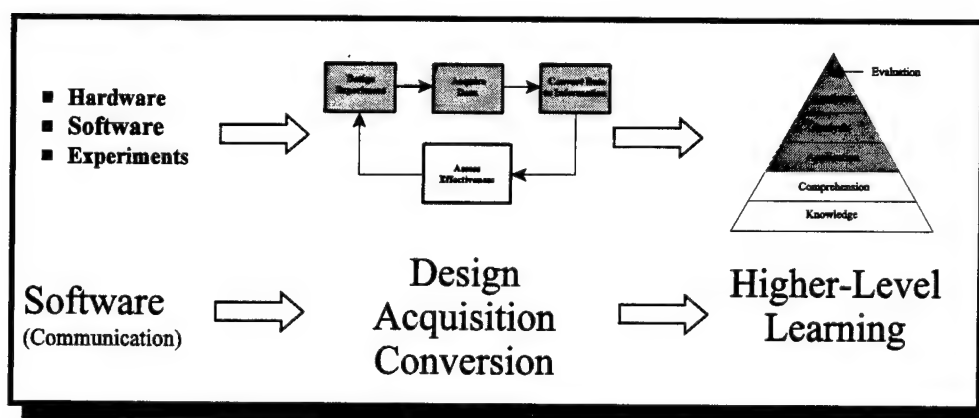 Hardware
Software
Experiments
Design
Experiment
Acquire
Data
Convert Data
to Information
Assess
Effectiveness
Evaluation
Analysis
Application
Comprehension
Knowledge
Software
(Communication)
Design
Acquisition
Conversion
Higher-Level
Learning